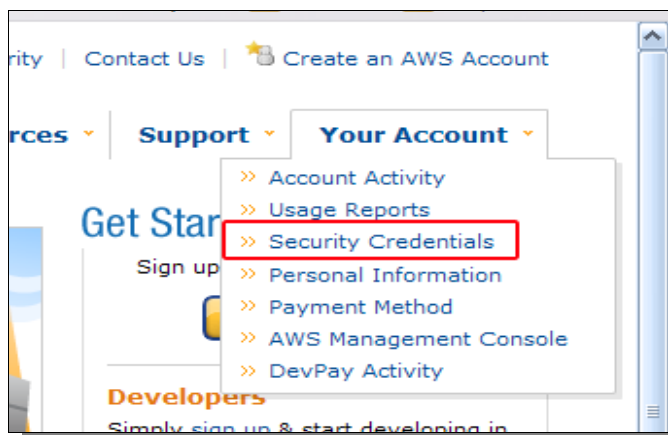 rity | Contact Us | Create an AWS Account
rces Support Your Account
» Account Activity
» Usage Reports
» Security Credentials
» Personal Information
» Payment Method
» AWS Management Console
» DevPay Activity
Get Star
Sign up
Developers
Simply sign up & start developing in